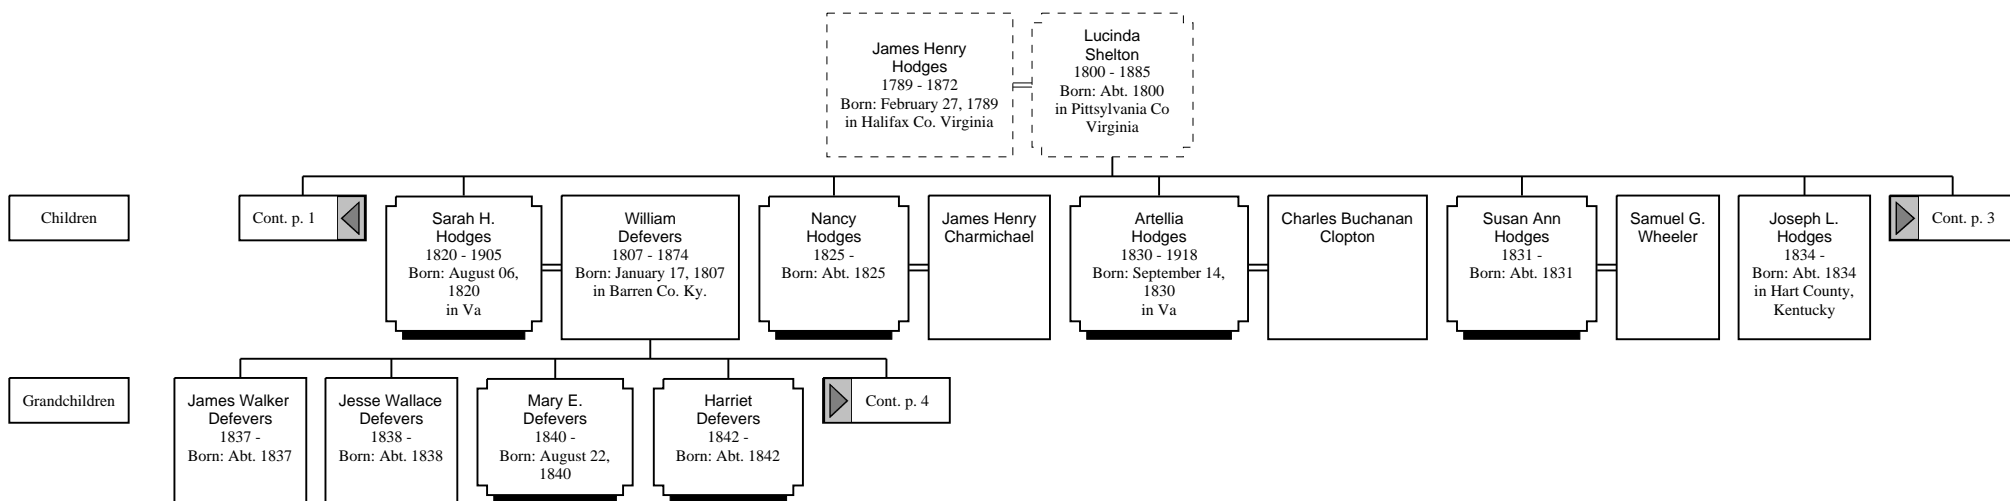 James Henry
Hodges
1789 - 1872
Born: February 27, 1789
in Halifax Co. Virginia
Lucinda
Shelton
1800 - 1885
Born: Abt. 1800
in Pittsylvania Co
Virginia
Children
Cont. p. 1
Sarah H.
Hodges
1820 - 1905
Born: August 06,
1820
in Va
William
Defevers
1807 - 1874
Born: January 17, 1807
in Barren Co. Ky.
Nancy
Hodges
1825 -
Born: Abt. 1825
James Henry
Charmichael
Artellia
Hodges
1830 - 1918
Born: September 14,
1830
in Va
Charles Buchanan
Clopton
Susan Ann
Hodges
1831 -
Born: Abt. 1831
Samuel G.
Wheeler
Joseph L.
Hodges
1834 -
Born: Abt. 1834
in Hart County,
Kentucky
Cont. p. 3
Grandchildren
James Walker
Defevers
1837 -
Born: Abt. 1837
Jesse Wallace
Defevers
1838 -
Born: Abt. 1838
Mary E.
Defevers
1840 -
Born: August 22,
1840
Harriet
Defevers
1842 -
Born: Abt. 1842
Cont. p. 4